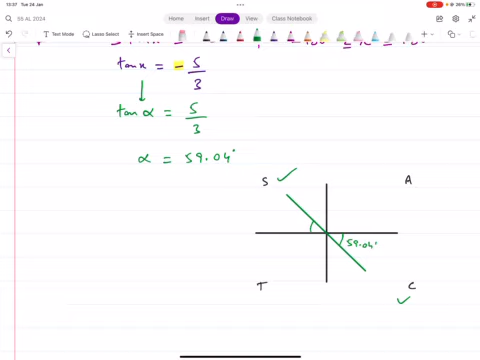 13:37 Tue 24 Jan
SS AL 2024
Home Insert Draw View Class Notebook
Text Mode Lasso Select Insert Space
tan x = - 5/3
tan α = 5/3
α = 59.04°
S ✓ A
59.04°
T C
✓